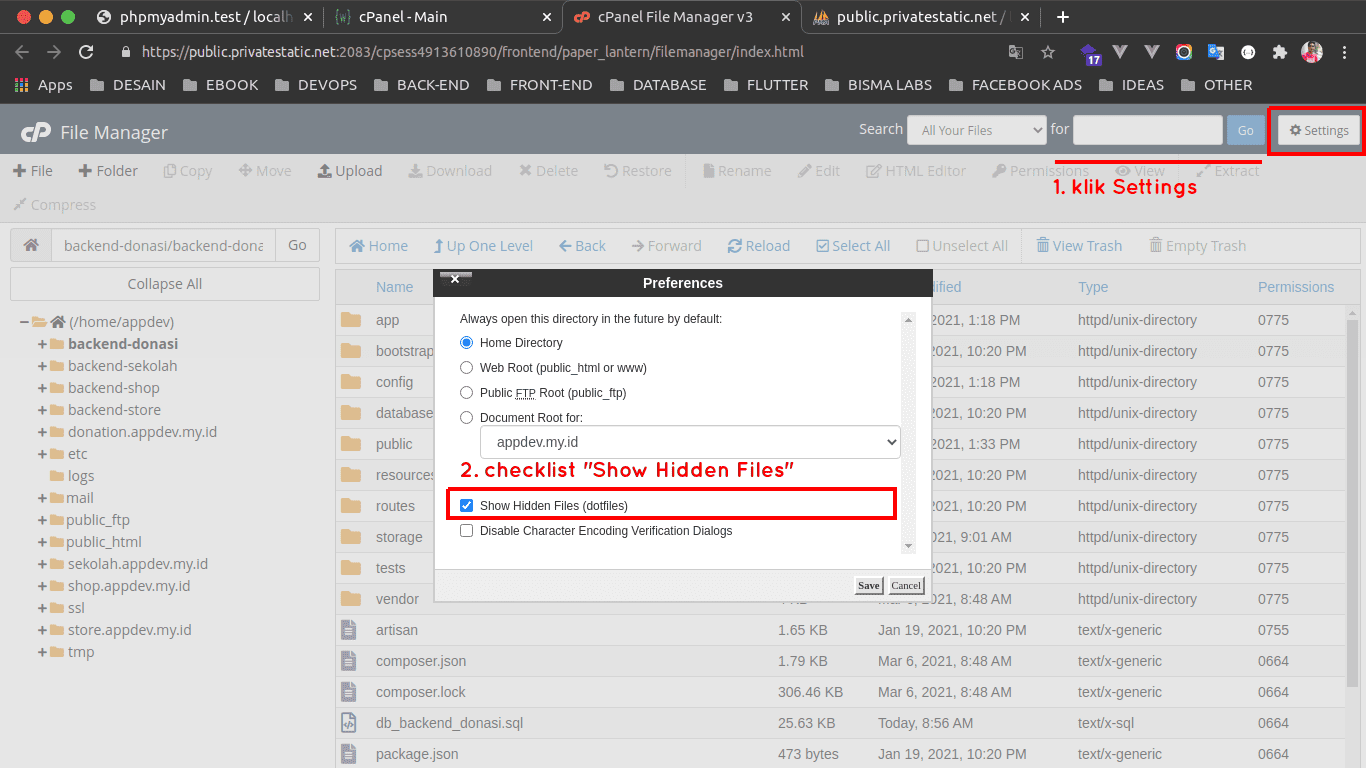 phpmyadmin.test / localh
cPanel - Main
cPanel File Manager v3
public.privatestatic.net /
https://public.privatestatic.net:2083/cpsess4913610890/frontend/paper_lantern/filemanager/index.html
17
Apps DESAIN EBOOK DEVOPS BACK-END FRONT-END DATABASE FLUTTER BISMA LABS FACEBOOK ADS IDEAS OTHER
cP File Manager
Search All Your Files for Go Settings
+ File + Folder Copy Move Upload Download Delete Restore Rename Edit HTML Editor Permissions View Extract
1. klik Settings
Compress
backend-donasi/backend-dona Go
Home Up One Level Back Forward Reload Select All Unselect All View Trash Empty Trash
Collapse All
(/home/appdev)
backend-donasi
backend-sekolah
backend-shop
backend-store
donation.appdev.my.id
etc
logs
mail
public_ftp
public_html
sekolah.appdev.my.id
shop.appdev.my.id
ssl
store.appdev.my.id
tmp
Name dified Type Permissions
app 2021, 1:18 PM httpd/unix-directory 0775
bootstrap 2021, 10:20 PM httpd/unix-directory 0775
config 2021, 1:18 PM httpd/unix-directory 0775
database 2021, 10:20 PM httpd/unix-directory 0775
public 2021, 1:33 PM httpd/unix-directory 0775
resources 2021, 10:20 PM httpd/unix-directory 0775
routes 2021, 10:20 PM httpd/unix-directory 0775
storage 2021, 9:01 AM httpd/unix-directory 0775
tests 2021, 10:20 PM httpd/unix-directory 0775
vendor Mar 6, 2021, 8:48 AM httpd/unix-directory 0775
artisan 1.65 KB Jan 19, 2021, 10:20 PM text/x-generic 0755
composer.json 1.79 KB Mar 6, 2021, 8:48 AM text/x-generic 0664
composer.lock 306.46 KB Mar 6, 2021, 8:48 AM text/x-generic 0664
db_backend_donasi.sql 25.63 KB Today, 8:56 AM text/x-sql 0664
package.json 473 bytes Jan 19, 2021, 10:20 PM text/x-generic 0664
Preferences
Always open this directory in the future by default:
Home Directory
Web Root (public_html or www)
Public FTP Root (public_ftp)
Document Root for:
appdev.my.id
2. checklist "Show Hidden Files"
Show Hidden Files (dotfiles)
Disable Character Encoding Verification Dialogs
Save Cancel